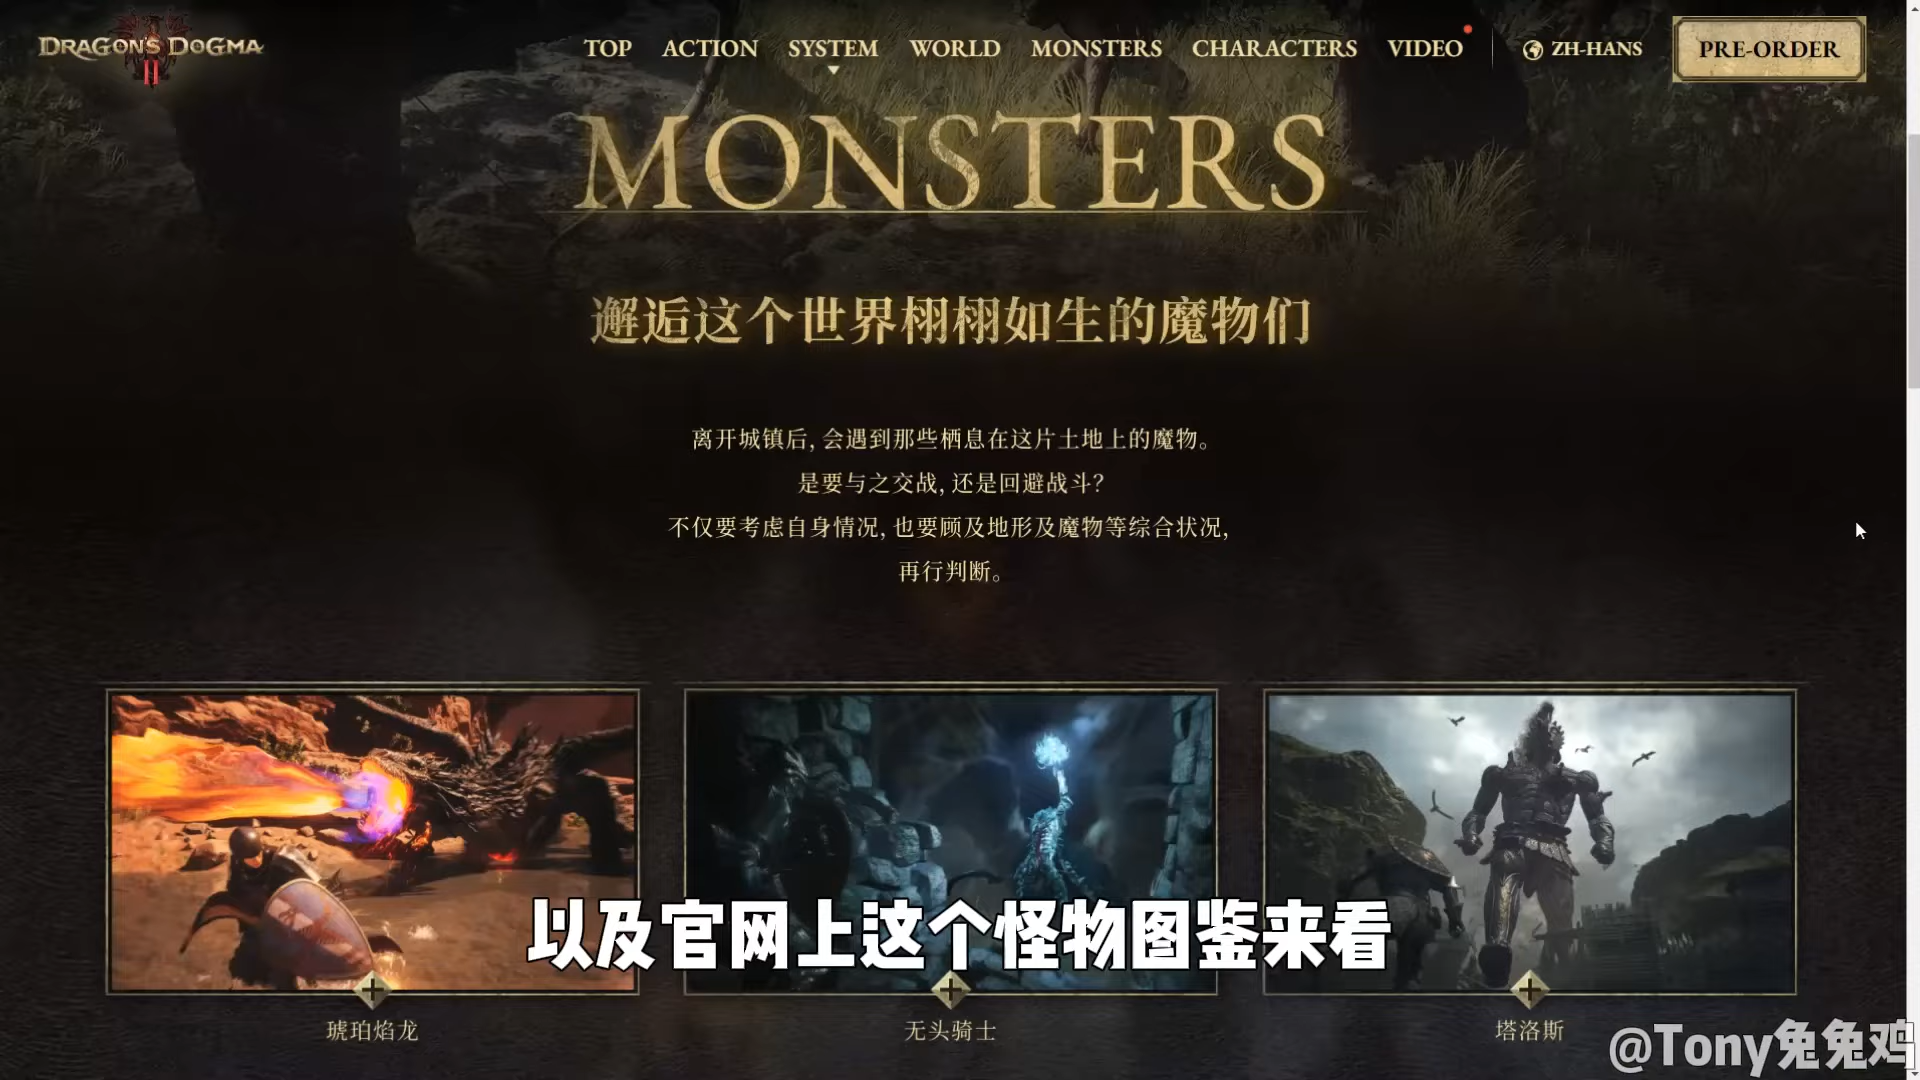 DRAGON'S DOGMA
II
TOP ACTION SYSTEM WORLD MONSTERS CHARACTERS VIDEO ZH-HANS PRE-ORDER
MONSTERS
邂逅这个世界栩栩如生的魔物们
离开城镇后, 会遇到那些栖息在这片土地上的魔物。
是要与之交战, 还是回避战斗?
不仅要考虑自身情况, 也要顾及地形及魔物等综合状况,
再行判断。
以及官网上这个怪物图鉴来看
琥珀焰龙 无头骑士 塔洛斯
@Tony兔兔鸡